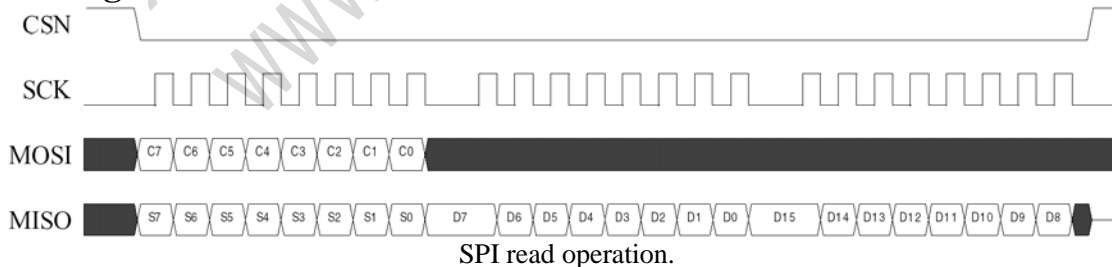 CSN
SCK
MOSI C7 C6 C5 C4 C3 C2 C1 C0
MISO S7 S6 S5 S4 S3 S2 S1 S0 D7 D6 D5 D4 D3 D2 D1 D0 D15 D14 D13 D12 D11 D10 D9 D8
SPI read operation.